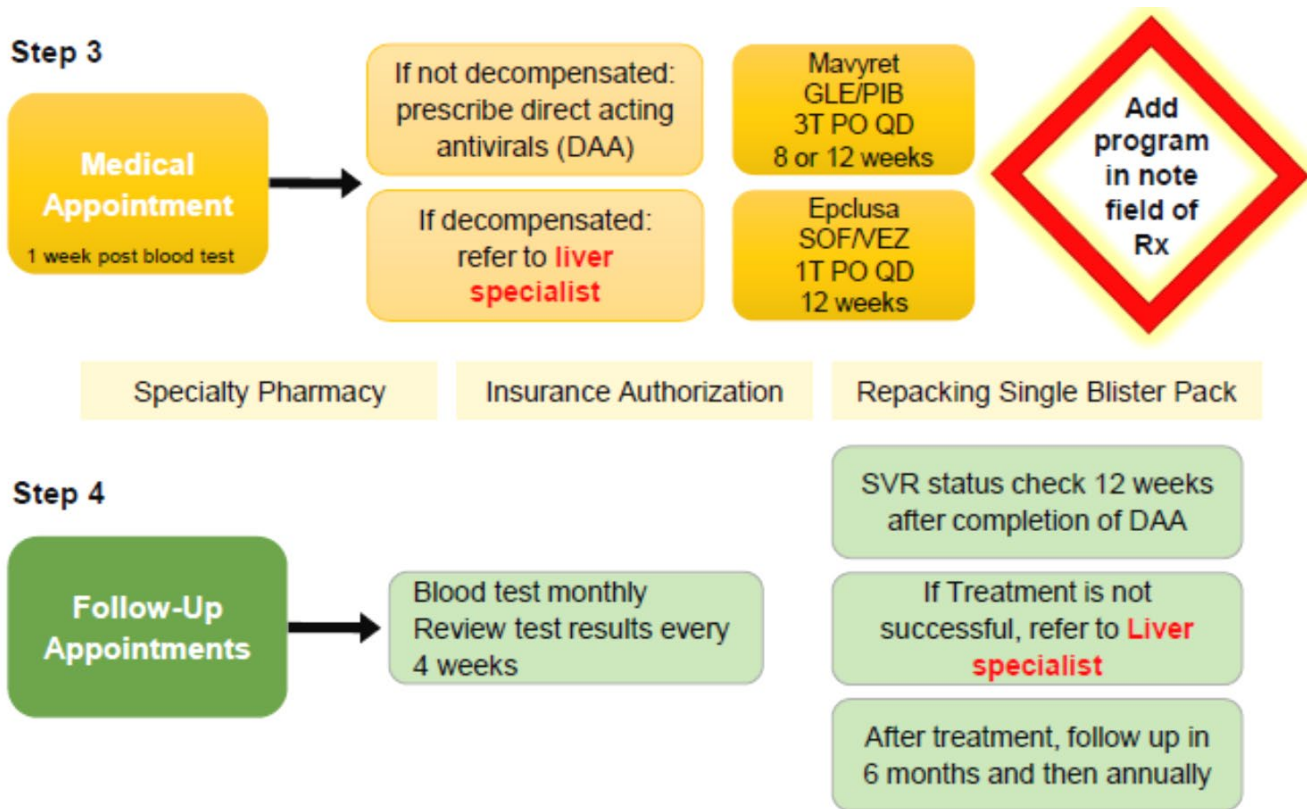 Step 3
Medical
Appointment
1 week post blood test
If not decompensated:
prescribe direct acting
antivirals (DAA)
If decompensated:
refer to liver
specialist
Mavyret
GLE/PIB
3T PO QD
8 or 12 weeks
Epclusa
SOF/VEZ
1T PO QD
12 weeks
Add
program
in note
field of
Rx
Specialty Pharmacy
Insurance Authorization
Repacking Single Blister Pack
Step 4
Follow-Up
Appointments
Blood test monthly
Review test results every
4 weeks
SVR status check 12 weeks
after completion of DAA
If Treatment is not
successful, refer to Liver
specialist
After treatment, follow up in
6 months and then annually